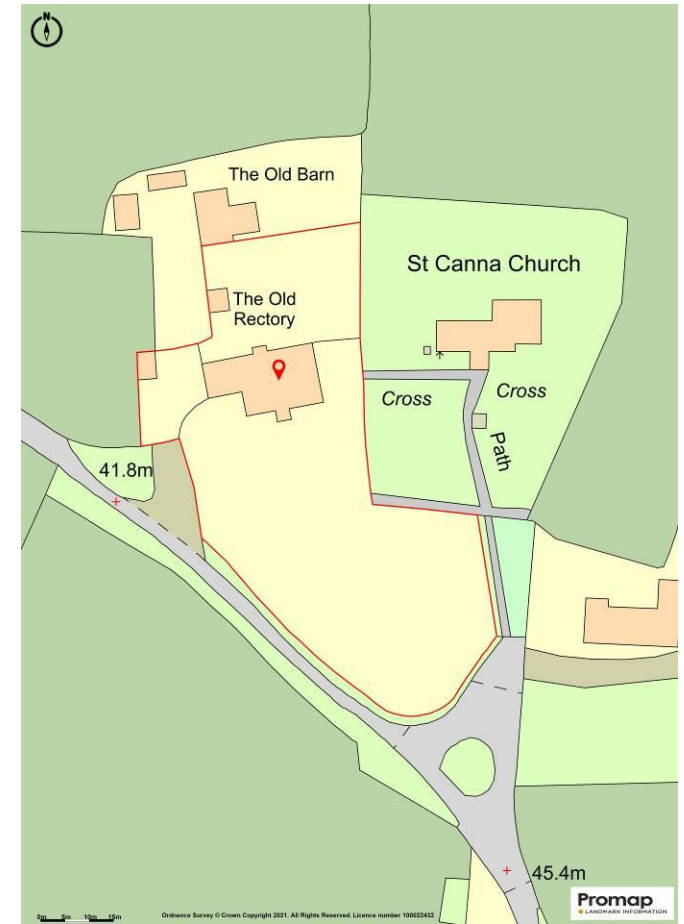 N
The Old Barn
St Canna Church
The Old
Rectory
Cross
Cross
Path
41.8m
45.4m
0m 5m 10m 15m
Ordnance Survey © Crown Copyright 2021. All Rights Reserved. Licence number 100022432
Promap
LANDMARK INFORMATION